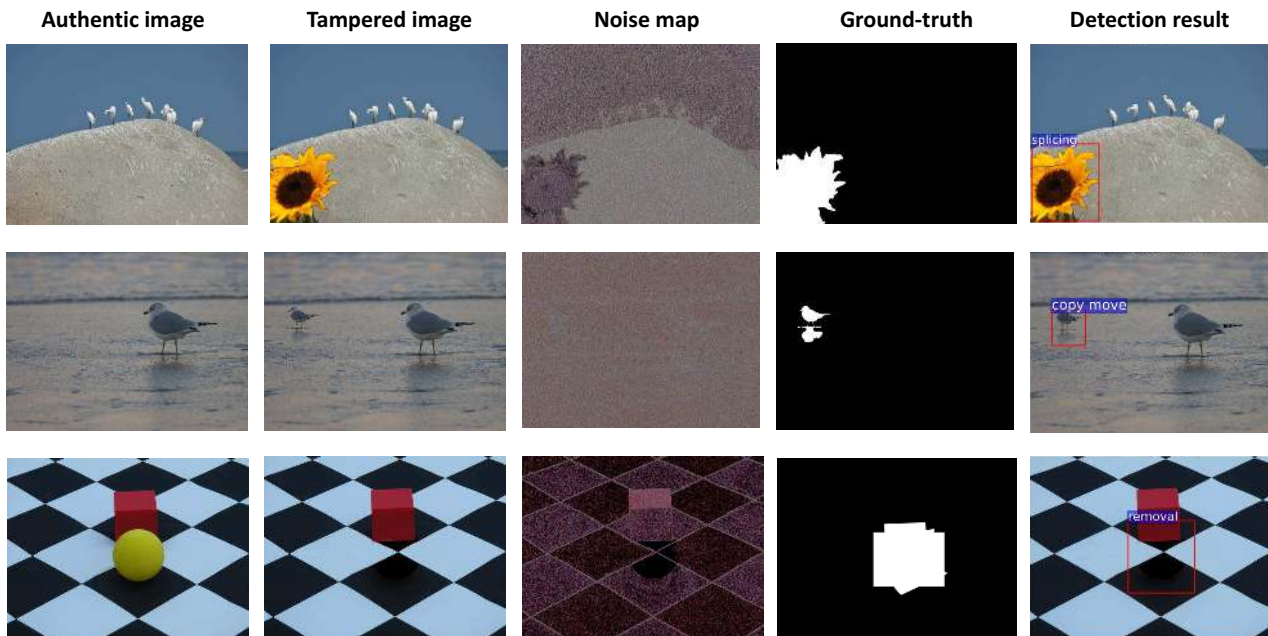 Authentic image
Tampered image
Noise map
Ground-truth
Detection result
splicing
copy move
removal